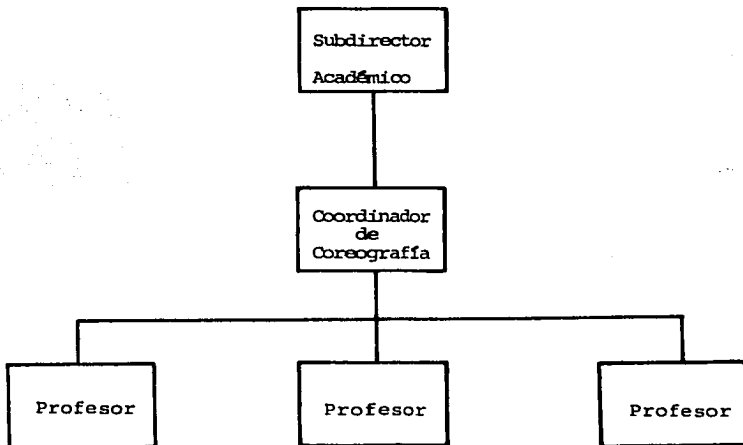 Subdirector
Académico
Coordinador
de
Coreografía
Profesor
Profesor
Profesor